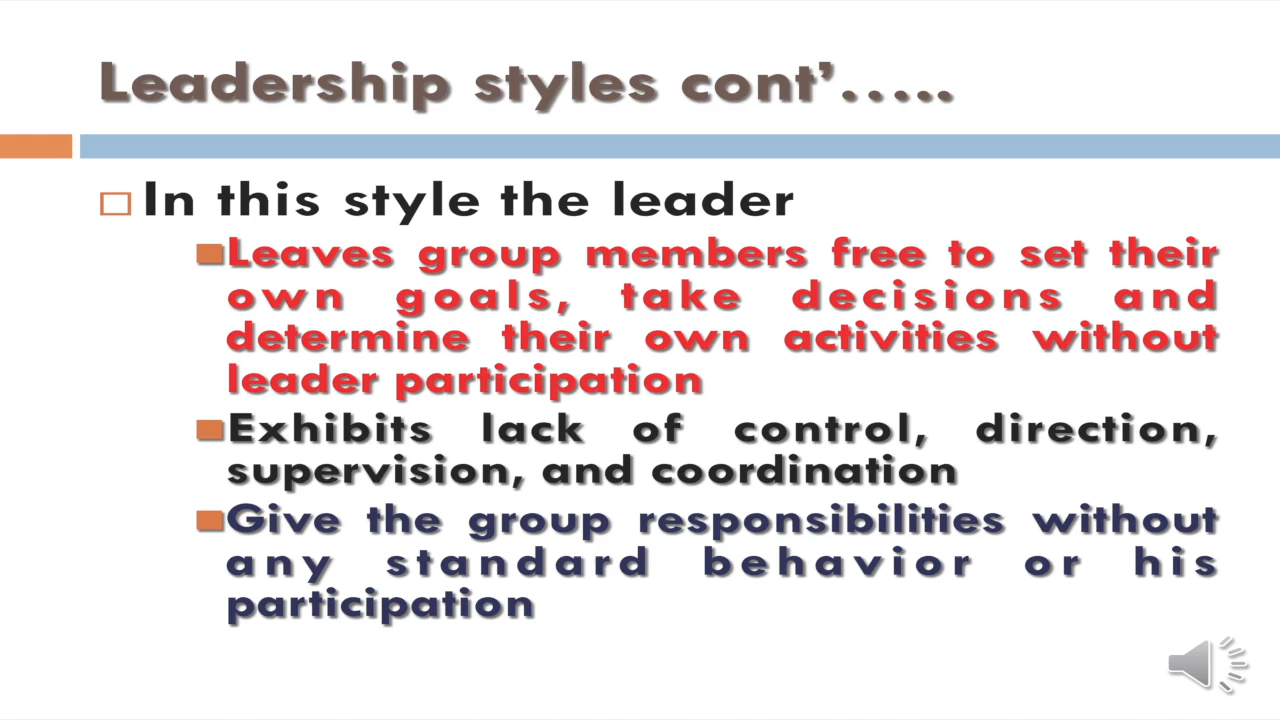 Leadership styles cont’…..
In this style the leader
Leaves group members free to set their
own goals, take decisions and
determine their own activities without
leader participation
Exhibits lack of control, direction,
supervision, and coordination
Give the group responsibilities without
any standard behavior or his
participation